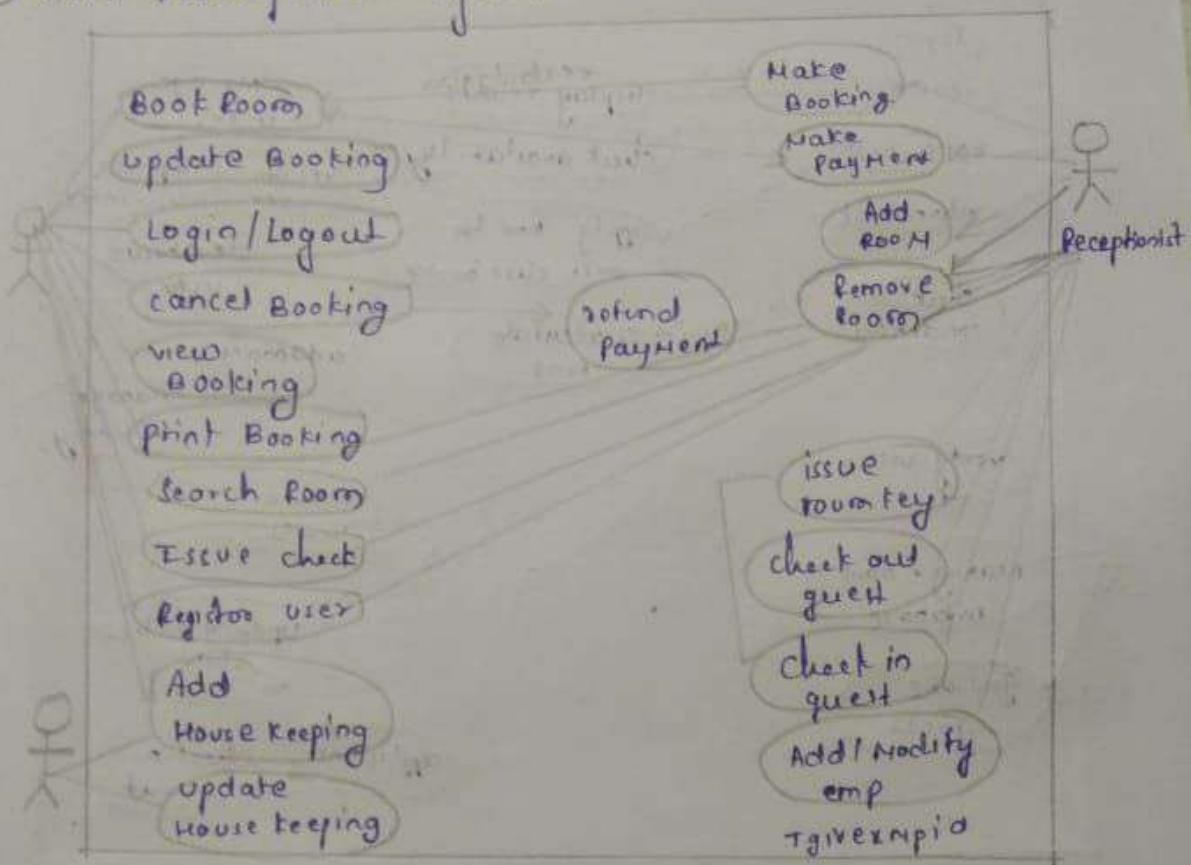 Book Room
update Booking
Login/Logout
cancel Booking
view
Booking
print Booking
Search Room
Issue check
Register user
Add
House keeping
update
House keeping
refund
Payment
Make
Booking
Make
Payment
Add
ROOM
Remove
Room
Receptionist
issue
room key
check out
guest
check in
guest
Add/Modify
emp